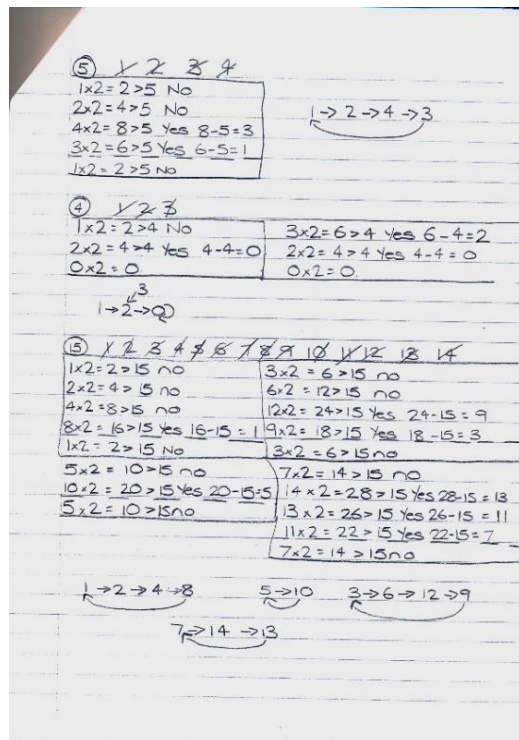 5 1 2 3 4
1x2=2>5 No
2x2=4>5 No
4x2=8>5 Yes 8-5=3
3x2=6>5 Yes 6-5=1
1x2=2>5 No
1→2→4→3
4 1 2 3
1x2=2>4 No
2x2=4>4 Yes 4-4=0
0x2=0
3x2=6>4 Yes 6-4=2
2x2=4>4 Yes 4-4=0
0x2=0.
3
1→2→0
15 1 2 3 4 5 6 7 8 9 10 11 12 13 14
1x2=2>15 no
2x2=4>15 no
4x2=8>15 no
8x2=16>15 Yes 16-15=1
1x2=2>15 No
3x2=6>15 no
6x2=12>15 no
12x2=24>15 Yes 24-15=9
9x2=18>15 Yes 18-15=3
3x2=6>15 no
5x2=10>15 no
10x2=20>15 Yes 20-15=5
5x2=10>15 no
7x2=14>15 no
14x2=28>15 Yes 28-15=13
13x2=26>15 Yes 26-15=11
11x2=22>15 Yes 22-15=7
7x2=14>15 no
1→2→4→8 5→10 3→6→12→9
7→14→13